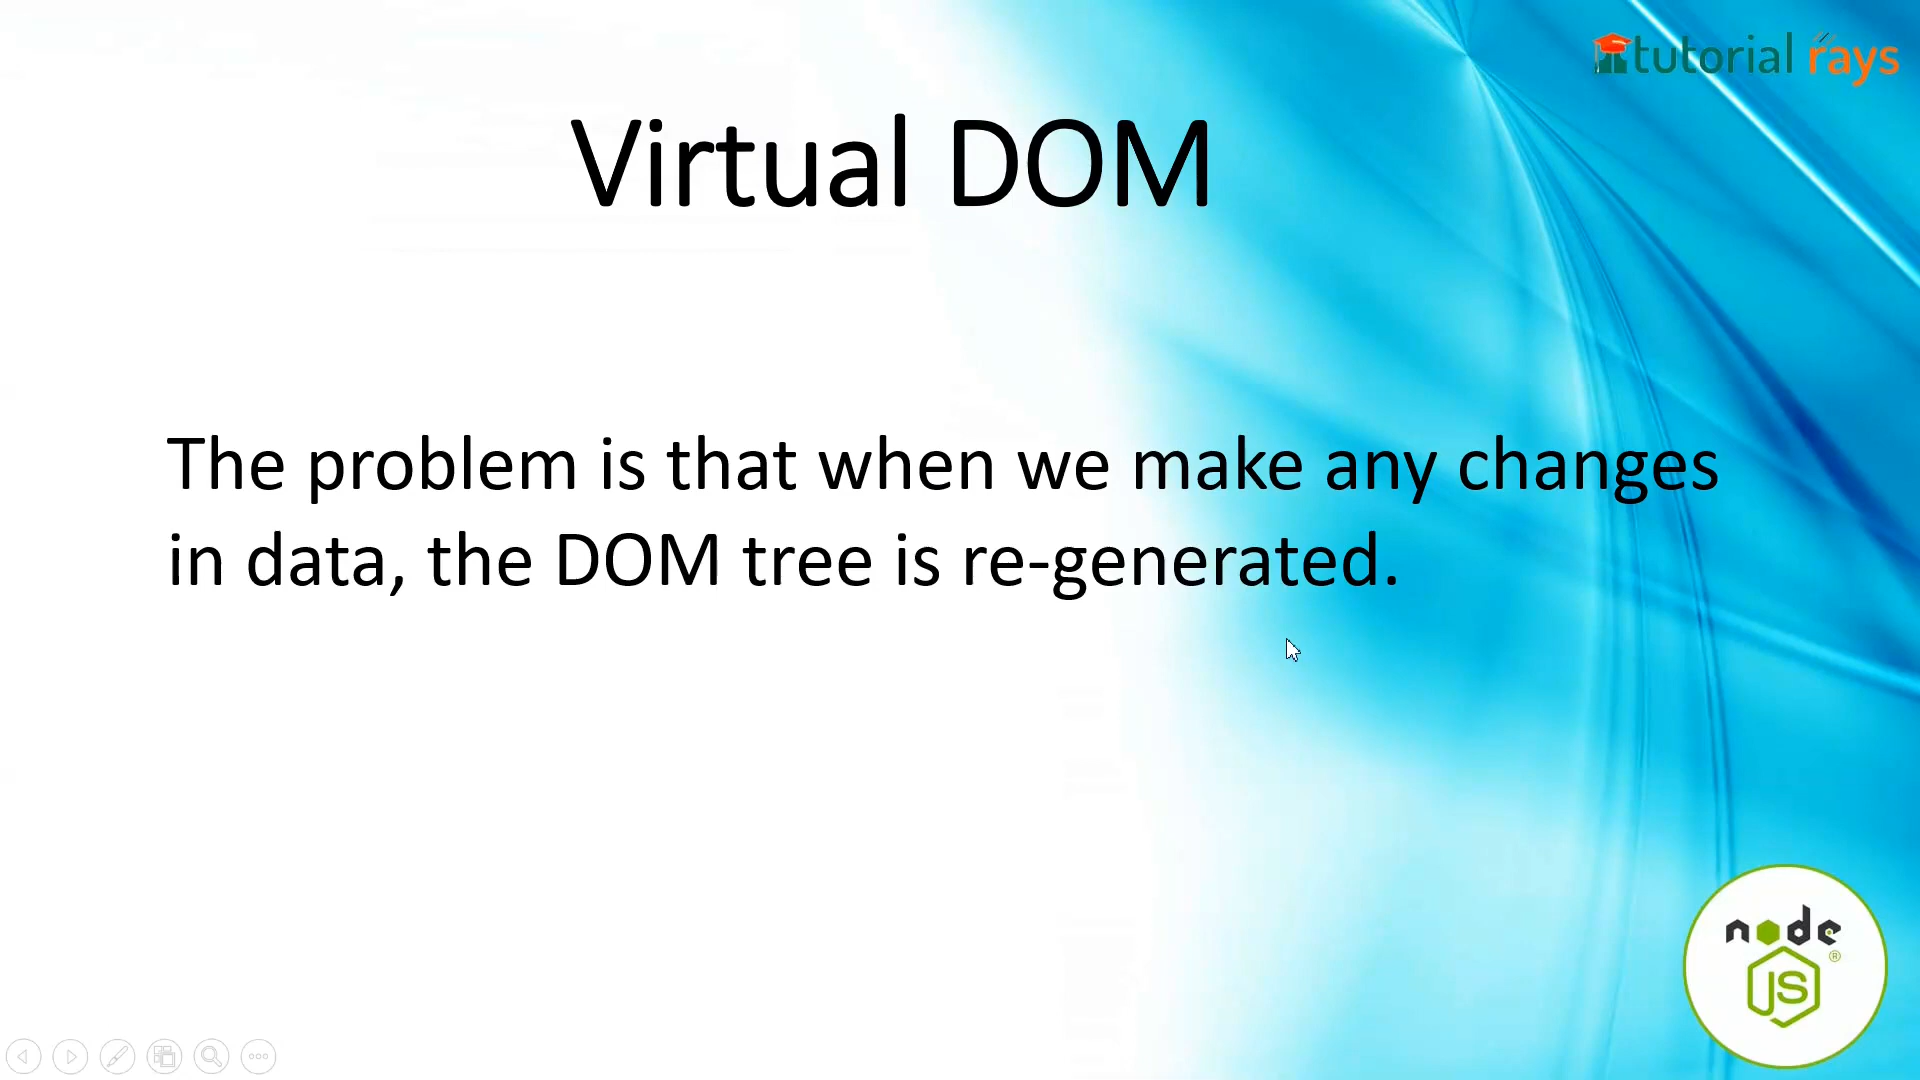 tutorial rays
Virtual DOM
The problem is that when we make any changes
in data, the DOM tree is re-generated.
node
®
JS